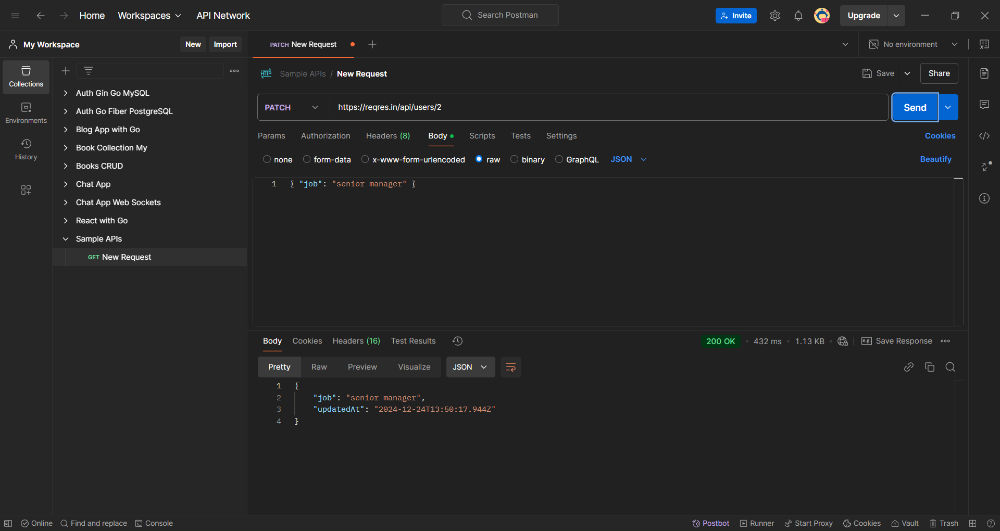 Home Workspaces API Network Search Postman Invite Upgrade
My Workspace New Import PATCH New Request No environment
Collections
Environments
History
Auth Gin Go MySQL
Auth Go Fiber PostgreSQL
Blog App with Go
Book Collection My
Books CRUD
Chat App
Chat App Web Sockets
React with Go
Sample APIs
GET New Request
HTTP Sample APIs / New Request Save Share
PATCH https://reqres.in/api/users/2 Send
Params Authorization Headers (8) Body Scripts Tests Settings Cookies
none form-data x-www-form-urlencoded raw binary GraphQL JSON Beautify
1 { "job": "senior manager" }
Body Cookies Headers (16) Test Results 200 OK • 432 ms • 1.13 KB • e.g. Save Response
Pretty Raw Preview Visualize JSON
1 {
2 "job": "senior manager",
3 "updatedAt": "2024-12-24T13:50:17.944Z"
4 }
Online Find and replace Console Postbot Runner Start Proxy Cookies Vault Trash